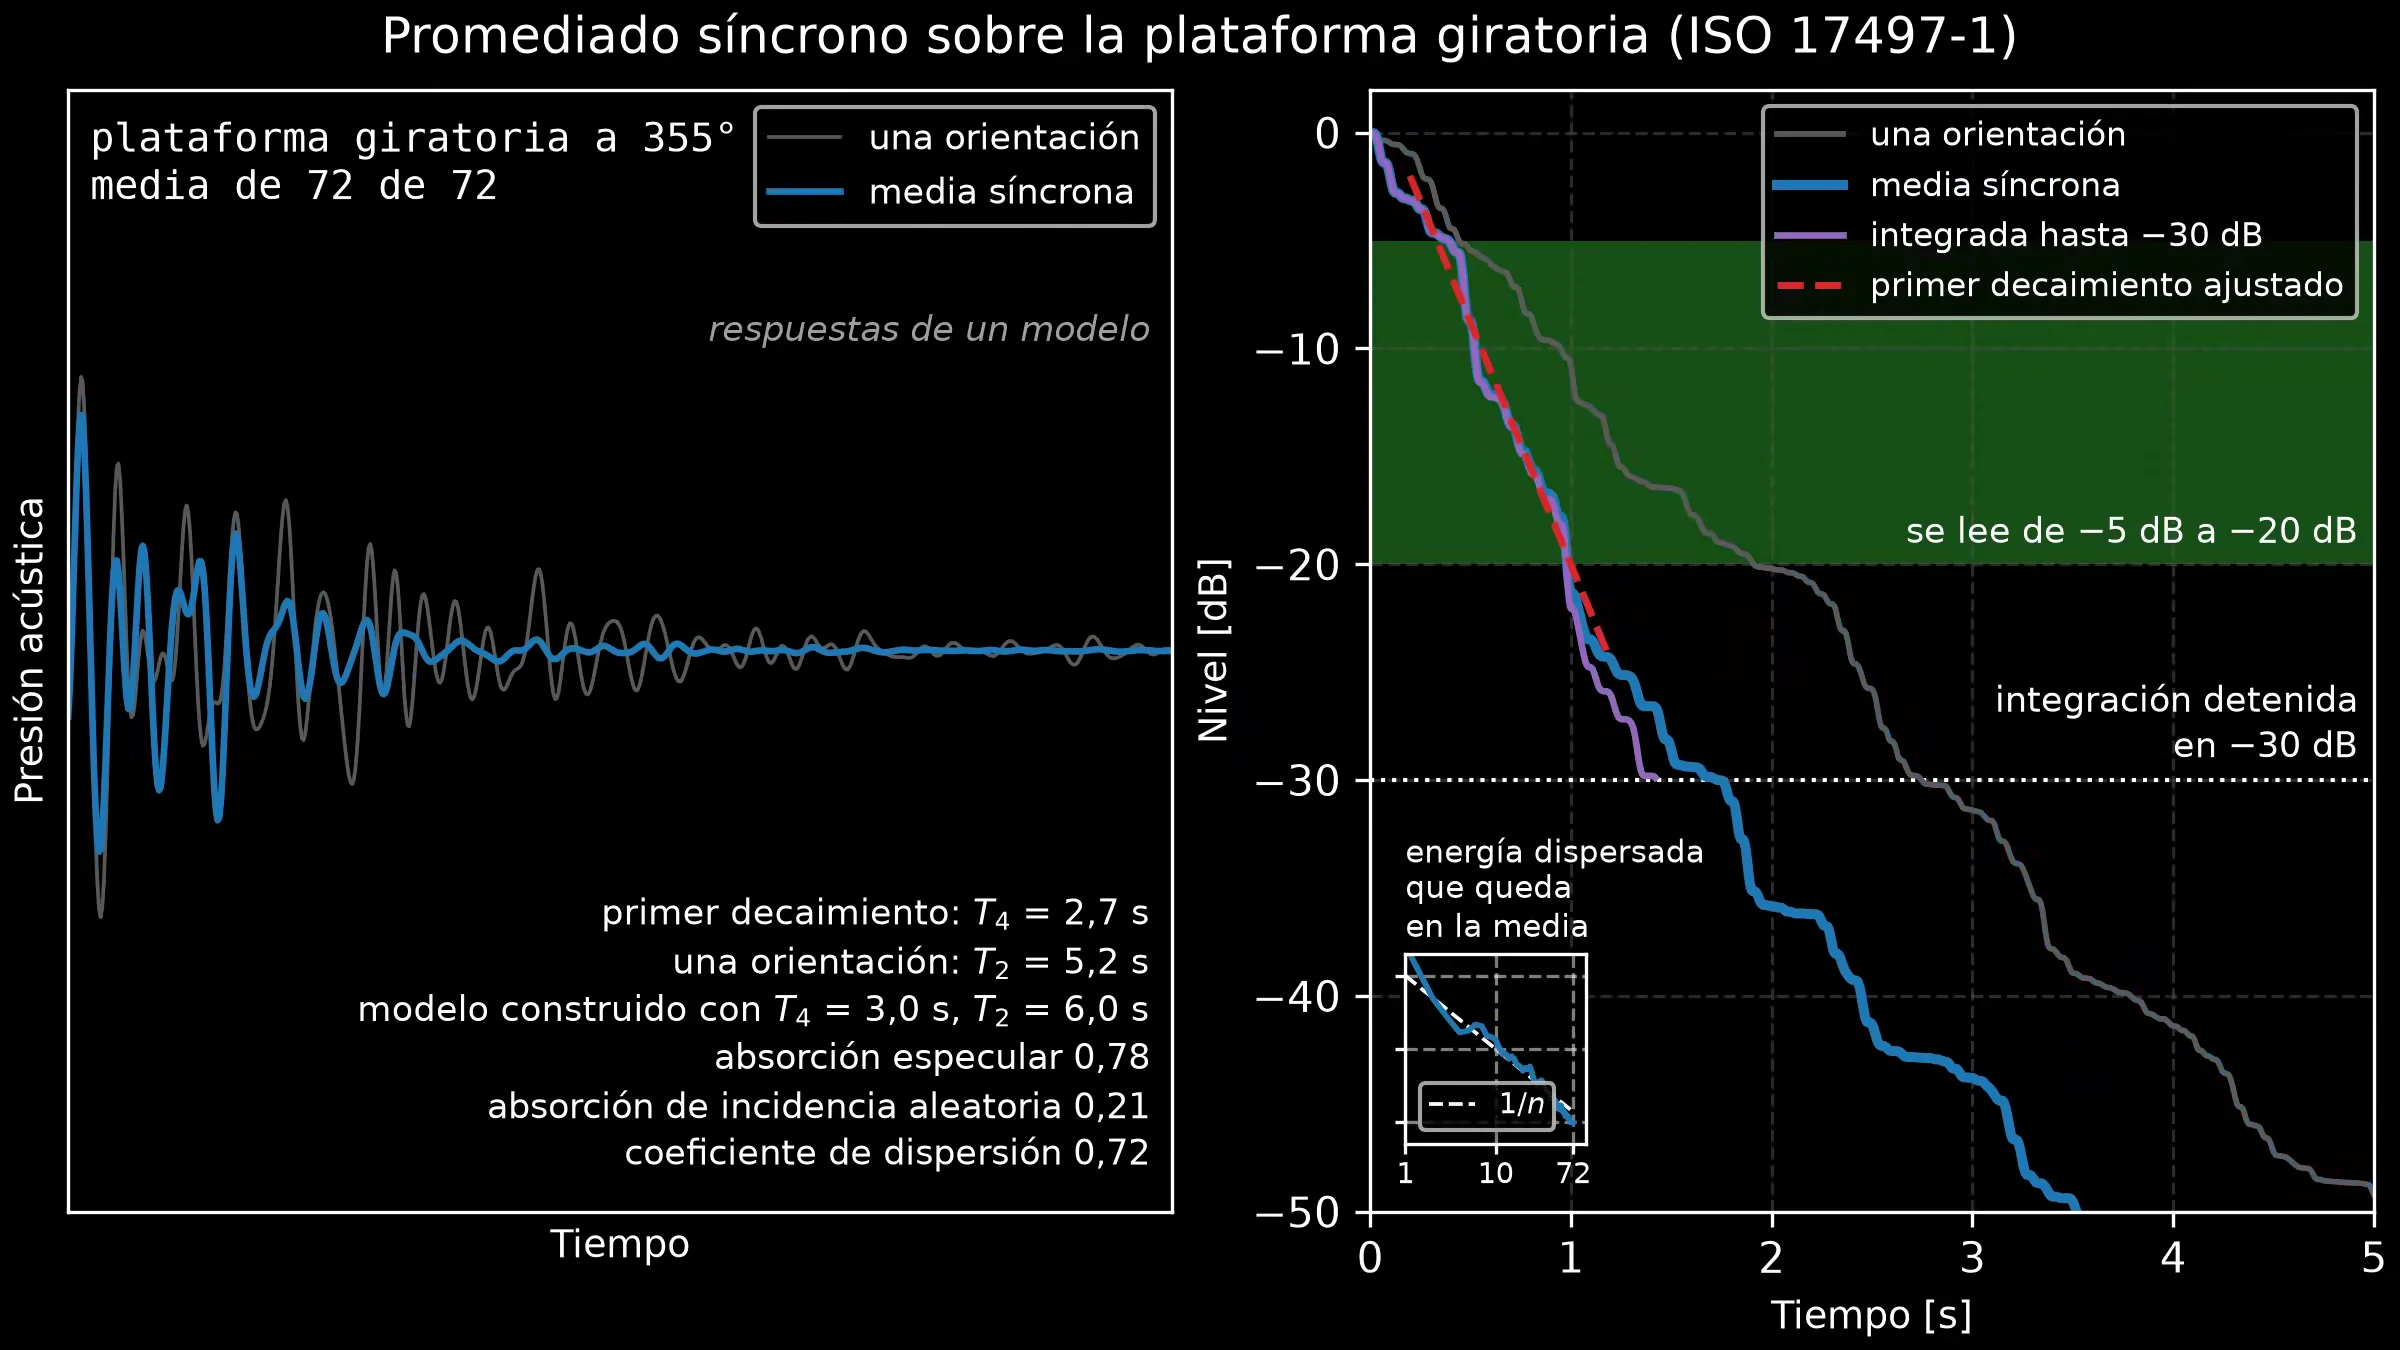 Promediado síncrono sobre la plataforma giratoria (ISO 17497-1)
plataforma giratoria a 355°
media de 72 de 72
una orientación
media síncrona
respuestas de un modelo
Presión acústica
primer decaimiento: T₄ = 2,7 s
una orientación: T₂ = 5,2 s
modelo construido con T₄ = 3,0 s, T₂ = 6,0 s
absorción especular 0,78
absorción de incidencia aleatoria 0,21
coeficiente de dispersión 0,72
Tiempo
una orientación
media síncrona
integrada hasta −30 dB
primer decaimiento ajustado
se lee de −5 dB a −20 dB
integración detenida
en −30 dB
energía dispersada
que queda
en la media
1/n
1 10 72
Nivel [dB]
0
−10
−20
−30
−40
−50
0 1 2 3 4 5
Tiempo [s]